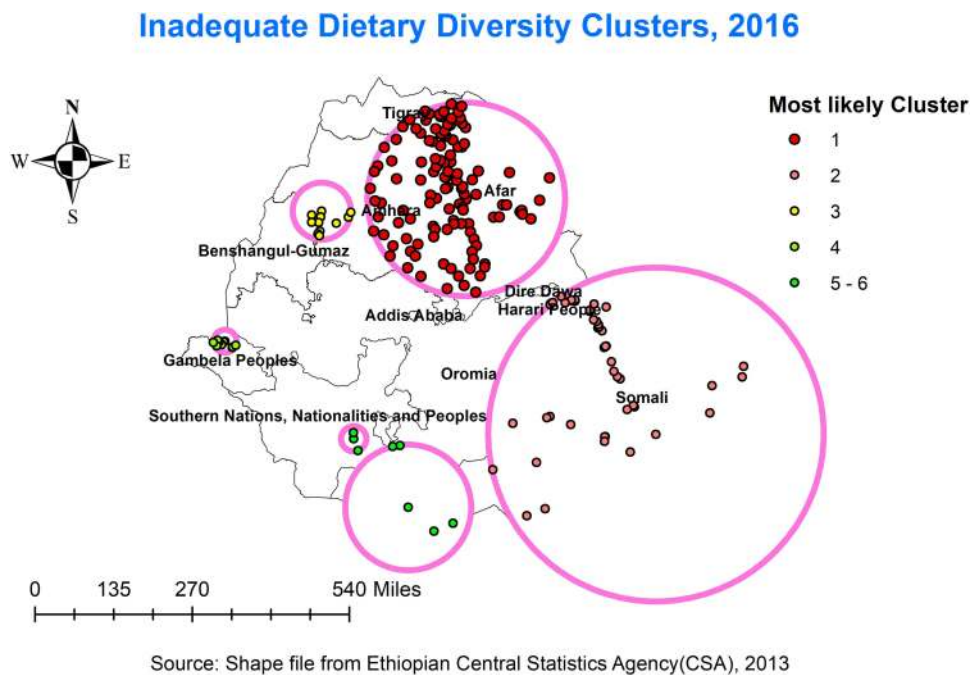 Inadequate Dietary Diversity Clusters, 2016
N
W E
S
Most likely Cluster
1
2
3
4
5 - 6
Tigray
Afar
Amhara
Benshangul-Gumaz
Dire Dawa
Harari People
Addis Ababa
Gambela Peoples
Oromia
Somali
Southern Nations, Nationalities and Peoples
0 135 270 540 Miles
Source: Shape file from Ethiopian Central Statistics Agency(CSA), 2013